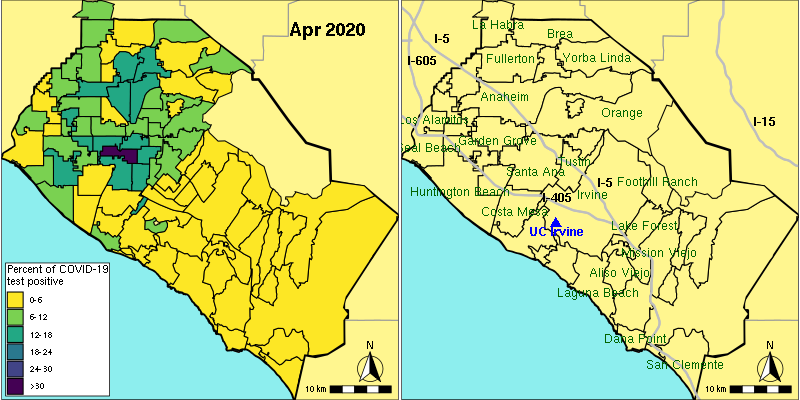 Apr 2020
Percent of COVID-19
test positive
0-6
6-12
12-18
18-24
24-30
>30
N
10 km
La Habra
Brea
I-5
I-605
Fullerton
Yorba Linda
Anaheim
Orange
I-15
Los Alamitos
Garden Grove
Seal Beach
Tustin
Santa Ana
I-5
Foothill Ranch
Huntington Beach
I-405
Irvine
Costa Mesa
UC Irvine
Lake Forest
Mission Viejo
Aliso Viejo
Laguna Beach
Dana Point
San Clemente
N
10 km